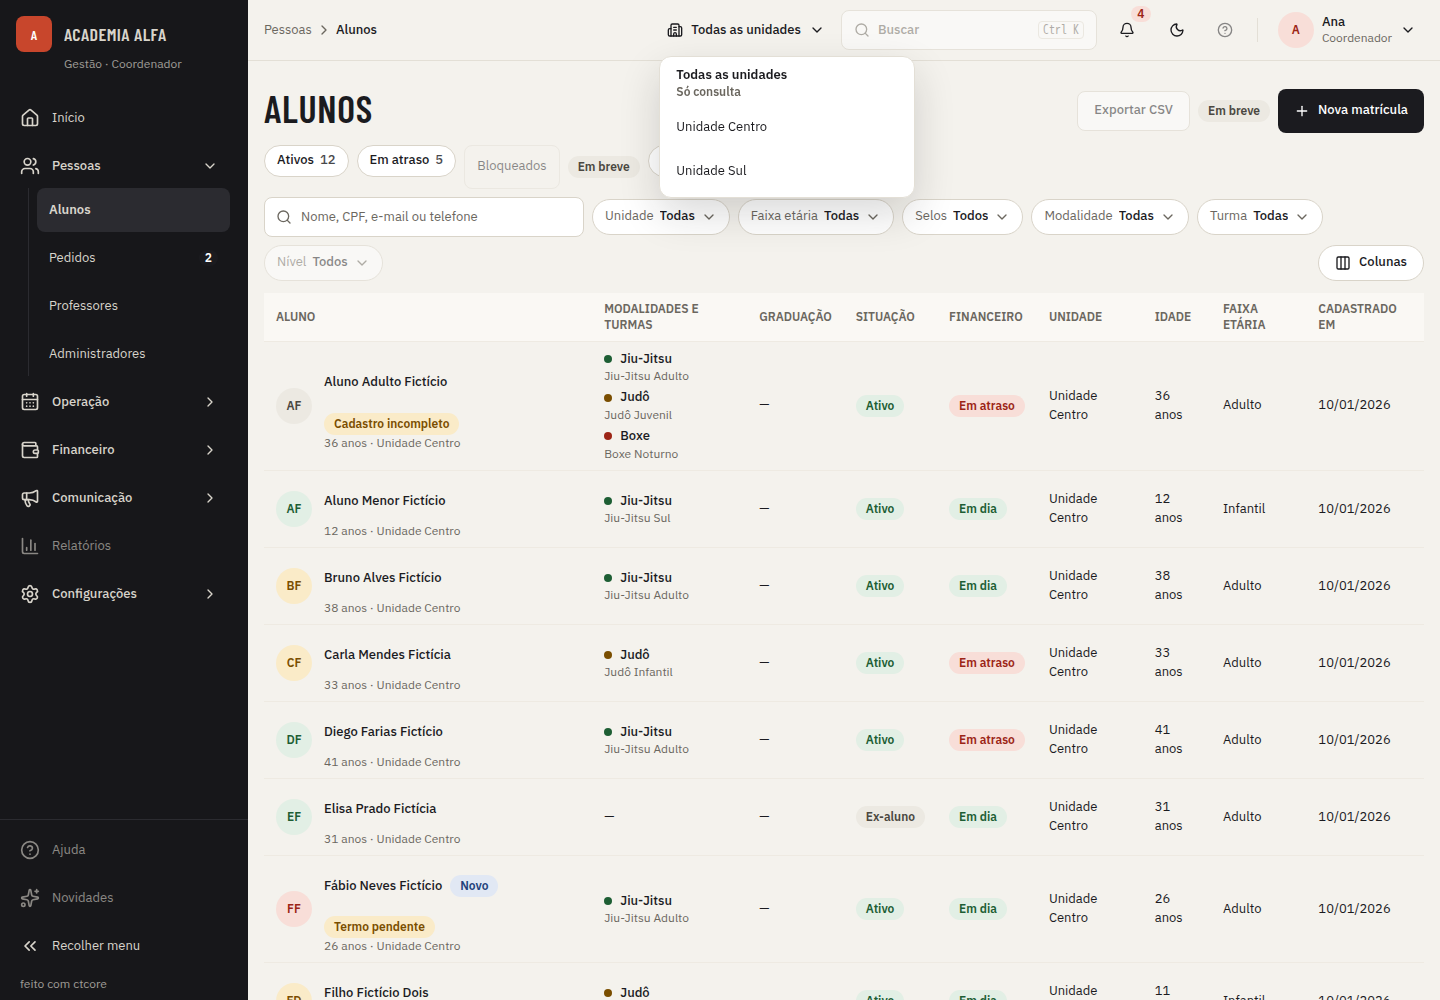 A
ACADEMIA ALFA
Gestão · Coordenador
Início
Pessoas
Alunos
Pedidos 2
Professores
Administradores
Operação
Financeiro
Comunicação
Relatórios
Configurações
Ajuda
Novidades
Recolher menu
feito com ctcore
Pessoas > Alunos
Todas as unidades
Buscar Ctrl K
4
A
Ana
Coordenador
Todas as unidades
Só consulta
Unidade Centro
Unidade Sul
ALUNOS
Exportar CSV Em breve Nova matrícula
Ativos 12 Em atraso 5 Bloqueados Em breve
Nome, CPF, e-mail ou telefone
Unidade Todas Faixa etária Todas Selos Todos Modalidade Todas Turma Todas
Nível Todos
Colunas
ALUNO MODALIDADES E TURMAS GRADUAÇÃO SITUAÇÃO FINANCEIRO UNIDADE IDADE FAIXA ETÁRIA CADASTRADO EM
AF Aluno Adulto Fictício
Cadastro incompleto
36 anos · Unidade Centro
Jiu-Jitsu
Jiu-Jitsu Adulto
Judô
Judô Juvenil
Boxe
Boxe Noturno
— Ativo Em atraso Unidade Centro 36 anos Adulto 10/01/2026
AF Aluno Menor Fictício
12 anos · Unidade Centro
Jiu-Jitsu
Jiu-Jitsu Sul
— Ativo Em dia Unidade Centro 12 anos Infantil 10/01/2026
BF Bruno Alves Fictício
38 anos · Unidade Centro
Jiu-Jitsu
Jiu-Jitsu Adulto
— Ativo Em dia Unidade Centro 38 anos Adulto 10/01/2026
CF Carla Mendes Fictícia
33 anos · Unidade Centro
Judô
Judô Infantil
— Ativo Em atraso Unidade Centro 33 anos Adulto 10/01/2026
DF Diego Farias Fictício
41 anos · Unidade Centro
Jiu-Jitsu
Jiu-Jitsu Adulto
— Ativo Em atraso Unidade Centro 41 anos Adulto 10/01/2026
EF Elisa Prado Fictícia
31 anos · Unidade Centro
— — Ex-aluno Em dia Unidade Centro 31 anos Adulto 10/01/2026
FF Fábio Neves Fictício Novo
Termo pendente
26 anos · Unidade Centro
Jiu-Jitsu
Jiu-Jitsu Adulto
— Ativo Em dia Unidade Centro 26 anos Adulto 10/01/2026
FD Filho Fictício Dois
Judô
Ativo Em dia Unidade 11 Infantil 10/01/2026